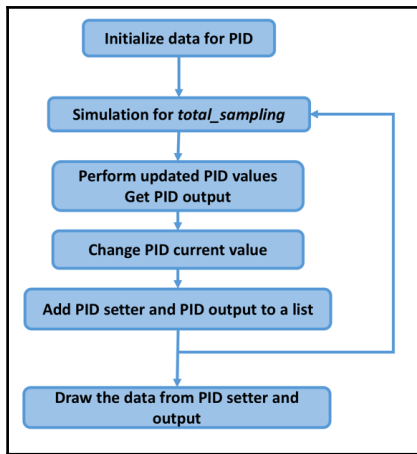 Initialize data for PID
Simulation for total_sampling
Perform updated PID values
Get PID output
Change PID current value
Add PID setter and PID output to a list
Draw the data from PID setter and
output